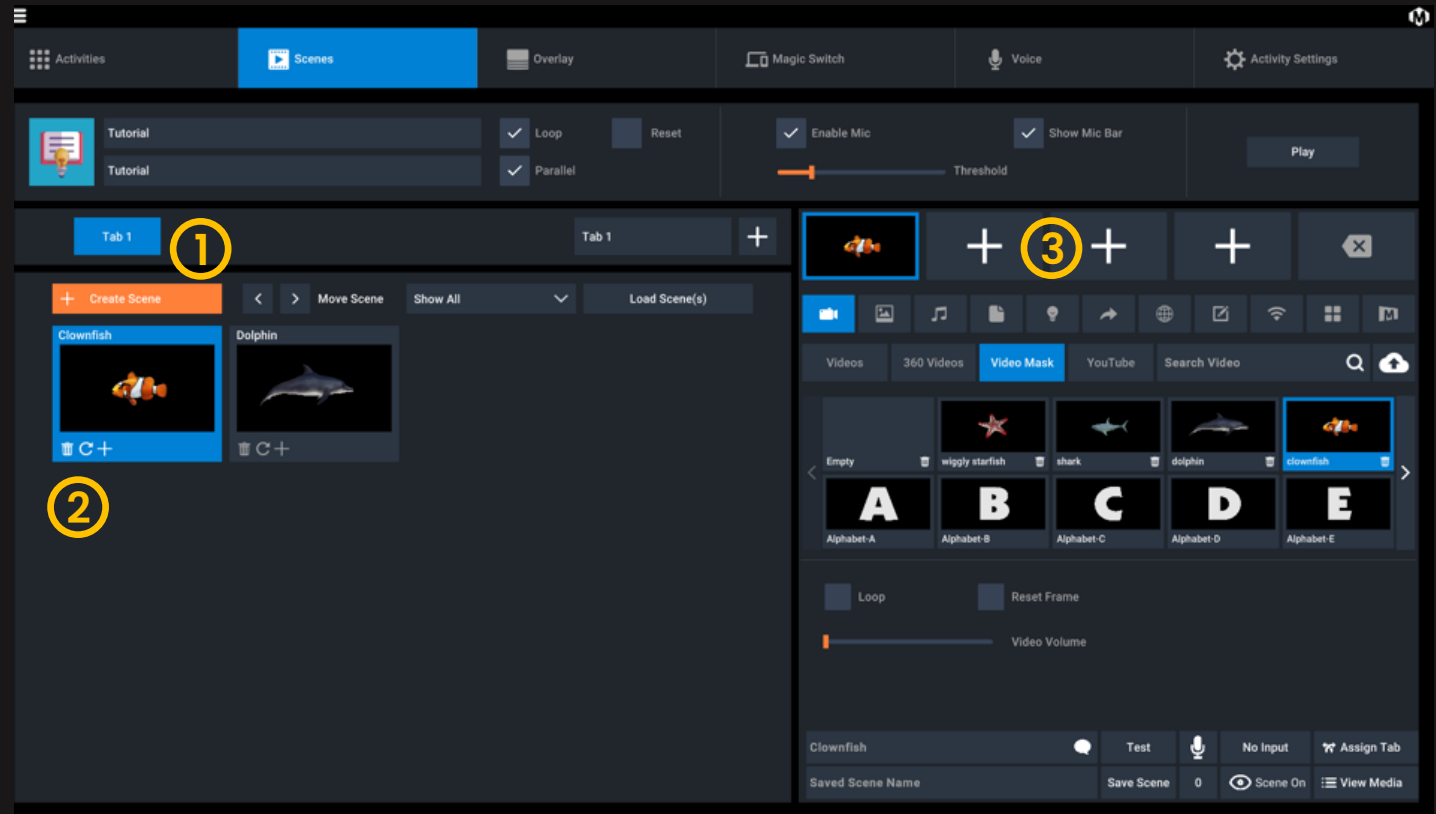 Activities
Scenes
Overlay
Magic Switch
Voice
Activity Settings
Tutorial
Loop
Reset
Enable Mic
Show Mic Bar
Play
Tutorial
Parallel
Threshold
Tab 1
1
Tab 1
3
Create Scene
Move Scene
Show All
Load Scene(s)
Clownfish
Dolphin
2
Videos
360 Videos
Video Mask
YouTube
Search Video
Empty
wiggly starfish
shark
dolphin
clownfish
A
B
C
D
E
Alphabet-A
Alphabet-B
Alphabet-C
Alphabet-D
Alphabet-E
Loop
Reset Frame
Video Volume
Clownfish
Test
No Input
Assign Tab
Saved Scene Name
Save Scene
0
Scene On
View Media